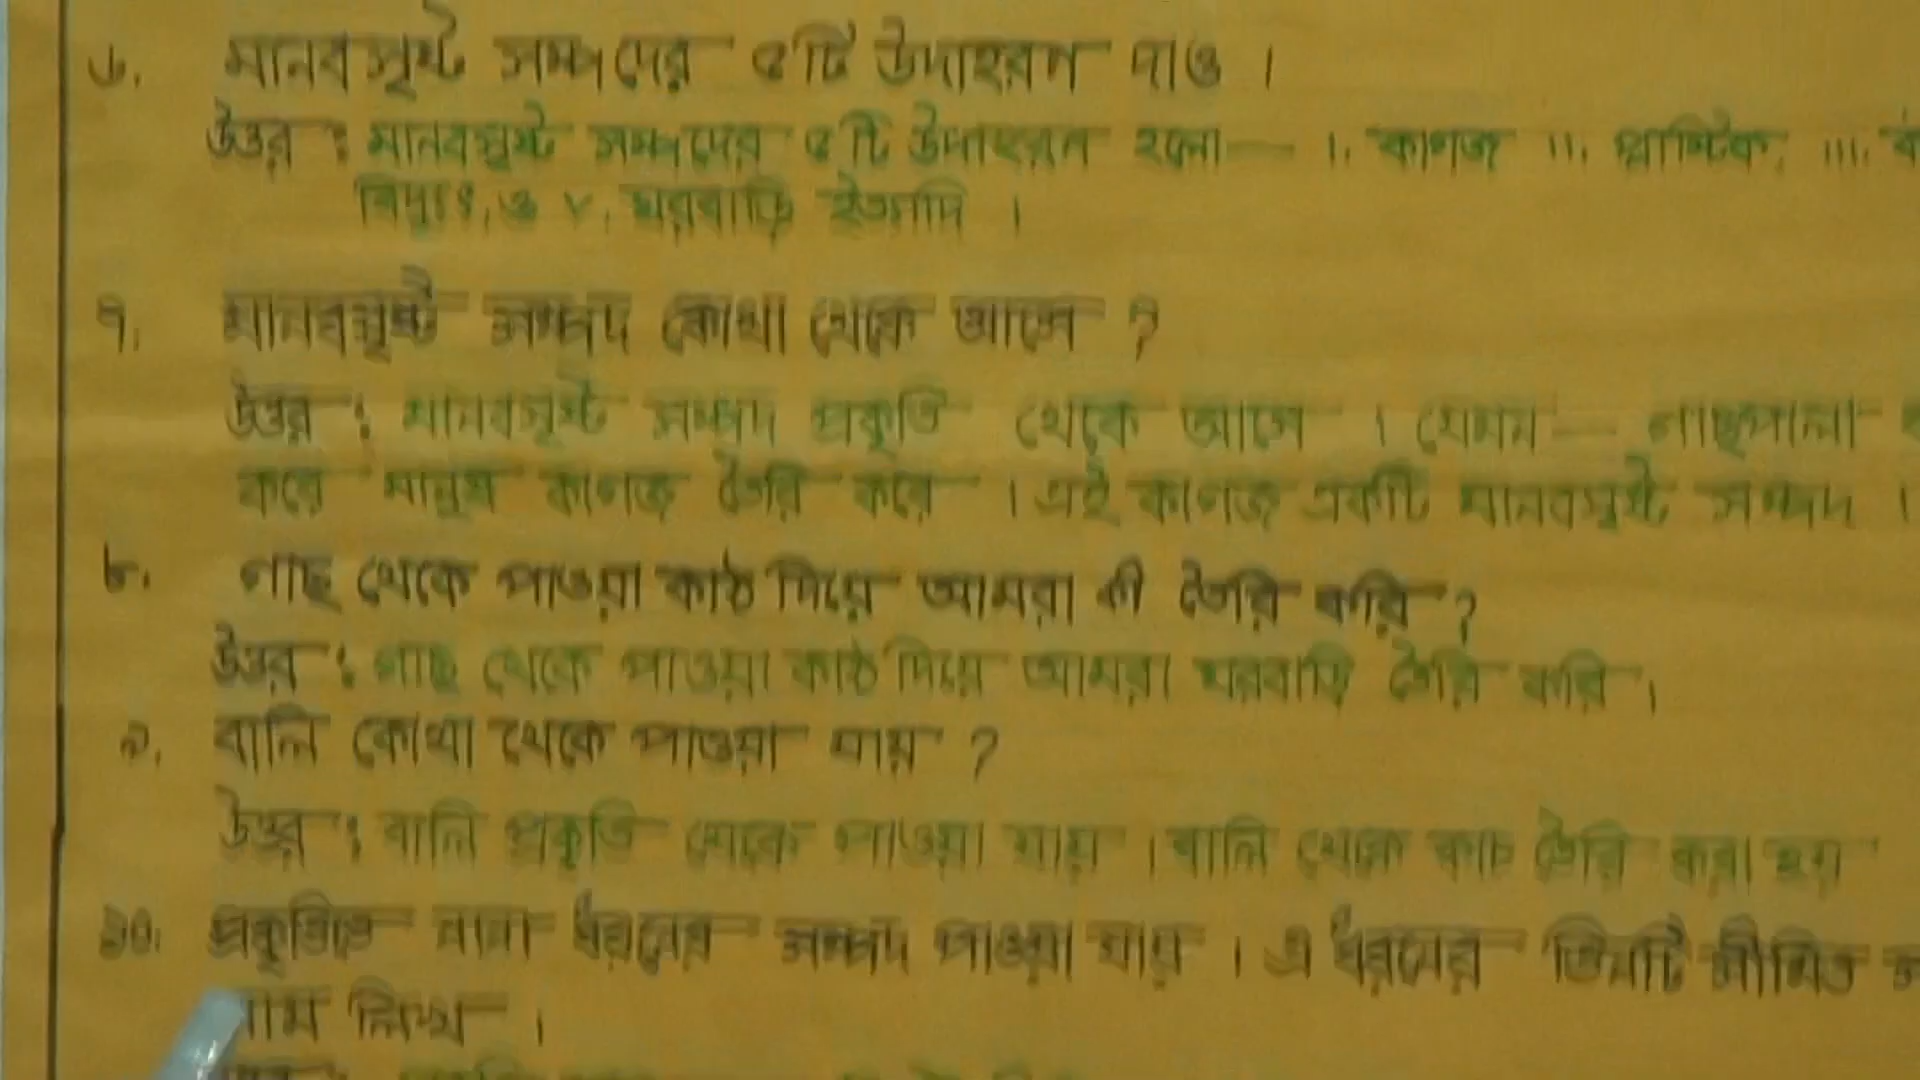 ৬. মানবসৃষ্ট সম্পদের ৫টি উদাহরণ দাও ।
উত্তর : মানবসৃষ্ট সম্পদের ৫টি উদাহরণ হলো— ।. কাগজ ॥. প্লাস্টিক, ॥।.
বিদ্যুৎ, ও v. ঘরবাড়ি ইত্যাদি ।
৭. মানবসৃষ্ট সম্পদ কোথা থেকে আসে ?
উত্তর : মানবসৃষ্ট সম্পদ প্রকৃতি থেকে আসে । যেমন— গাছপালা
করে মানুষ কাগজ তৈরি করে । এই কাগজ একটি মানবসৃষ্ট সম্পদ ।
৮. গাছ থেকে পাওয়া কাঠ দিয়ে আমরা কী তৈরি করি ?
উত্তর : গাছ থেকে পাওয়া কাঠ দিয়ে আমরা ঘরবাড়ি তৈরি করি ।
৯. বালি কোথা থেকে পাওয়া যায় ?
উত্তর : বালি প্রকৃতি থেকে পাওয়া যায় । বালি থেকে কাচ তৈরি করা হয়
১০. প্রকৃতিতে নানা ধরনের সম্পদ পাওয়া যায় । এ ধরনের তিনটি সীমিত
নাম লিখ ।